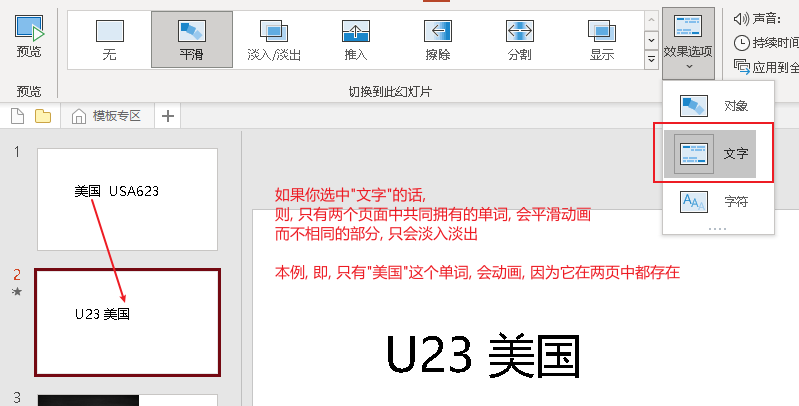 预览
无
平滑
淡入/淡出
推入
擦除
分割
显示
效果选项
声音:
持续时间
应用到全
预览
切换到此幻灯片
模板专区
对象
文字
AAA
字符
1
美国 USA623
2
U23 美国
3
如果你选中"文字"的话,
则, 只有两个页面中共同拥有的单词, 会平滑动画
而不相同的部分, 只会淡入淡出
本例, 即, 只有"美国"这个单词, 会动画, 因为它在两页中都存在
U23 美国